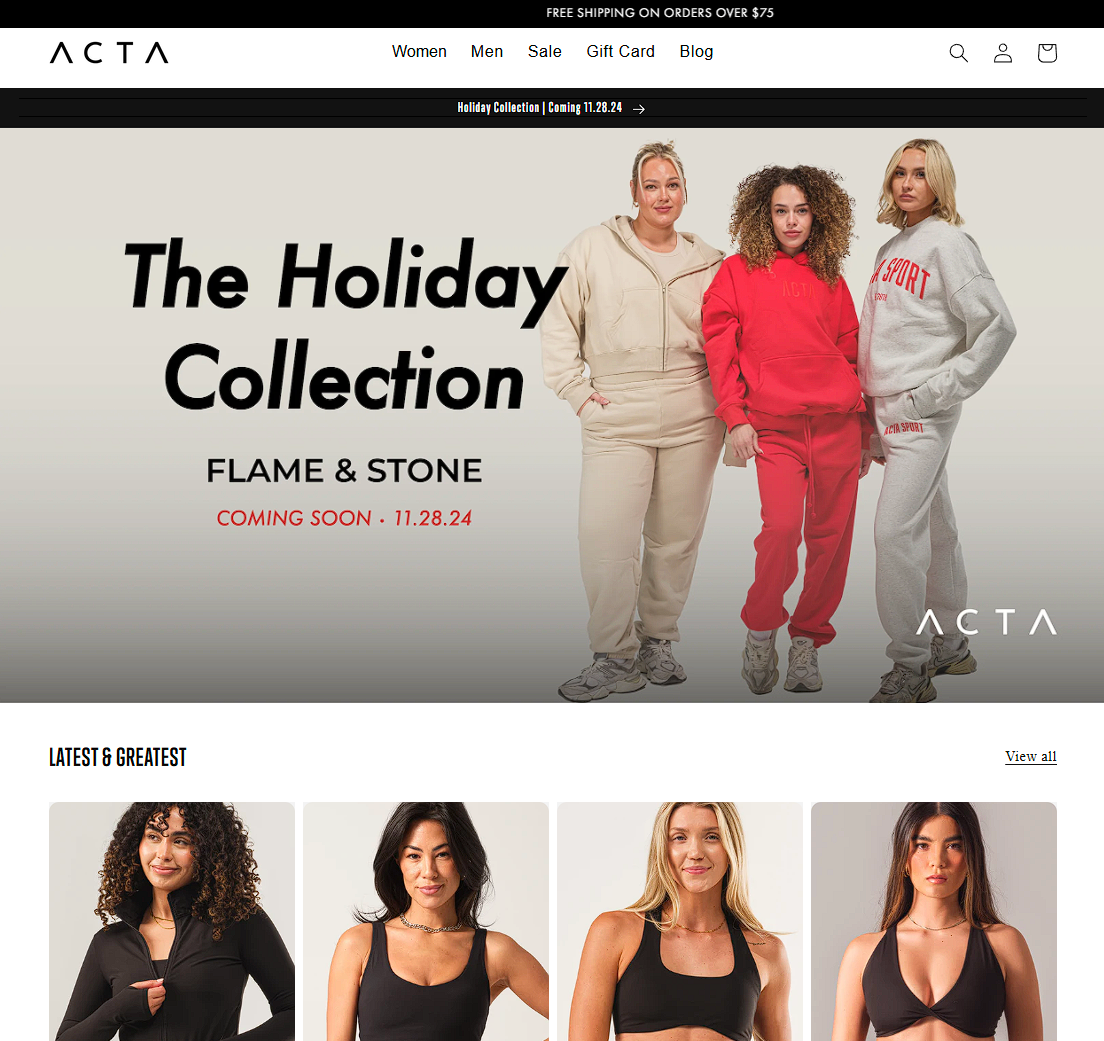 FREE SHIPPING ON ORDERS OVER $75
ACTA
Women Men Sale Gift Card Blog
Holiday Collection | Coming 11.28.24 →
The Holiday
Collection
FLAME & STONE
COMING SOON • 11.28.24
ACTA
SPORT
ACTA SPORT
ACTA
LATEST & GREATEST
View all